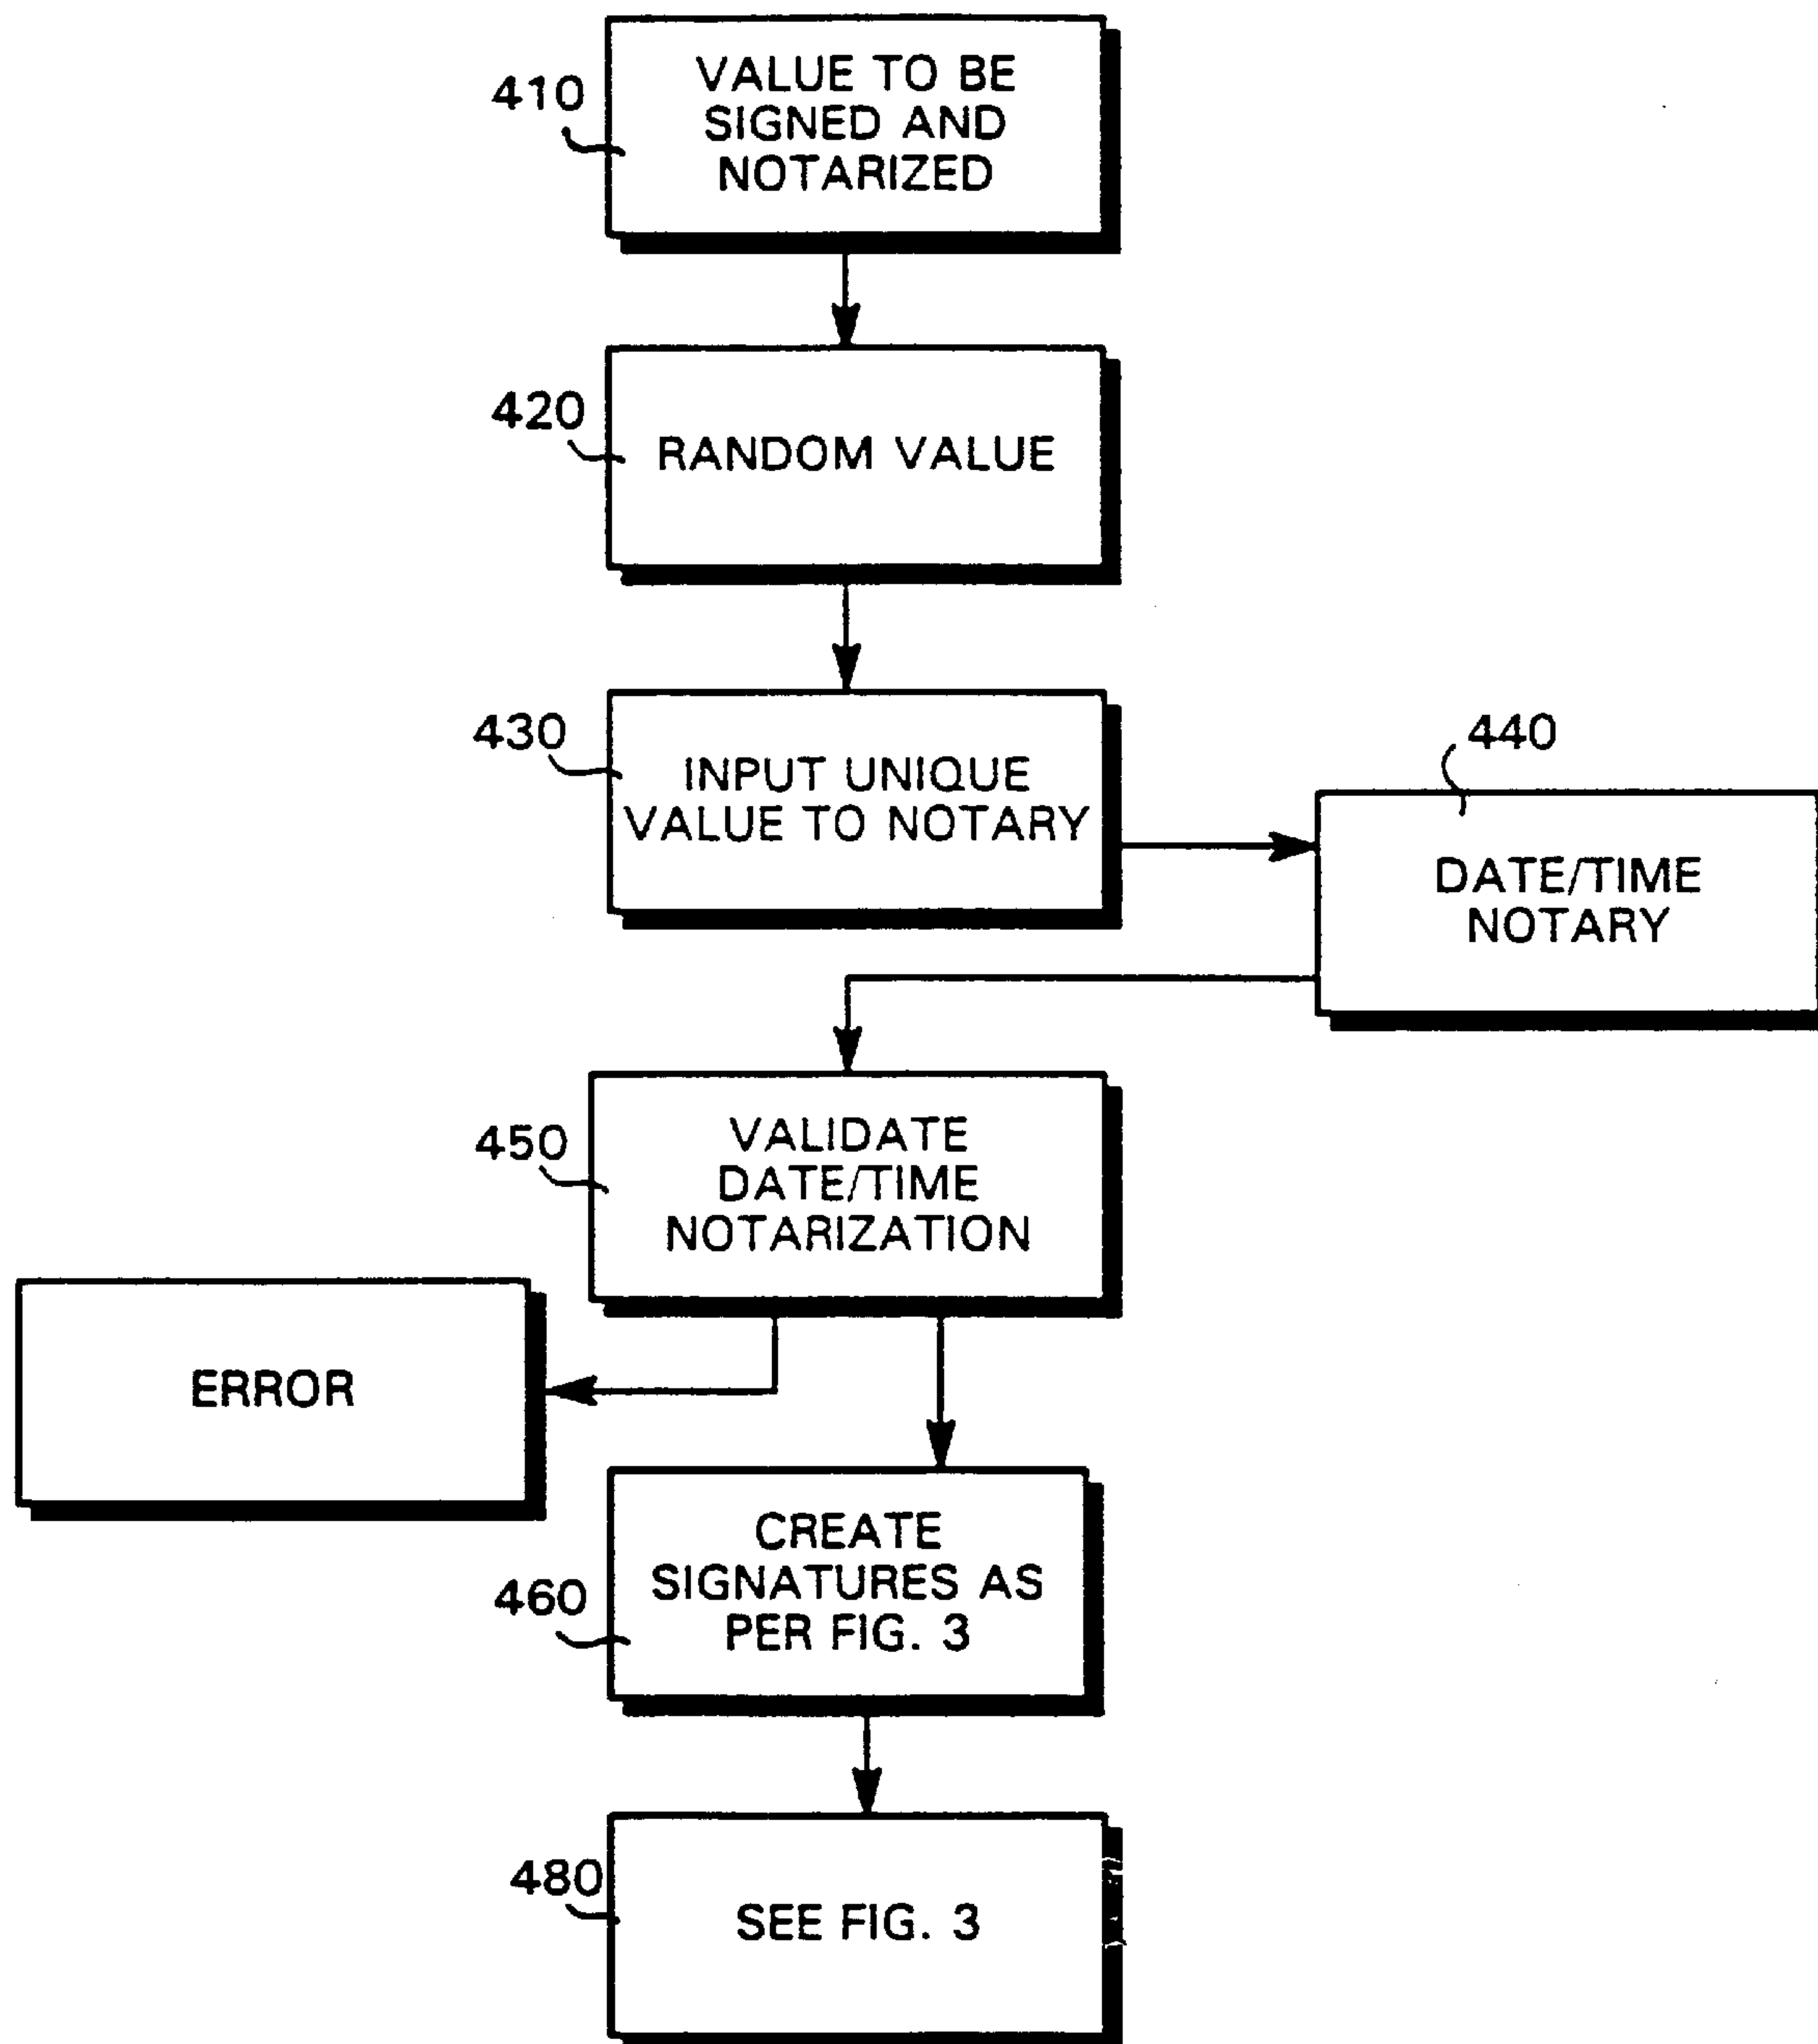 410
VALUE TO BE
SIGNED AND
NOTARIZED
420
RANDOM VALUE
430
INPUT UNIQUE
VALUE TO NOTARY
440
DATE/TIME
NOTARY
450
VALIDATE
DATE/TIME
NOTARIZATION
ERROR
460
CREATE
SIGNATURES AS
PER FIG. 3
480
SEE FIG. 3